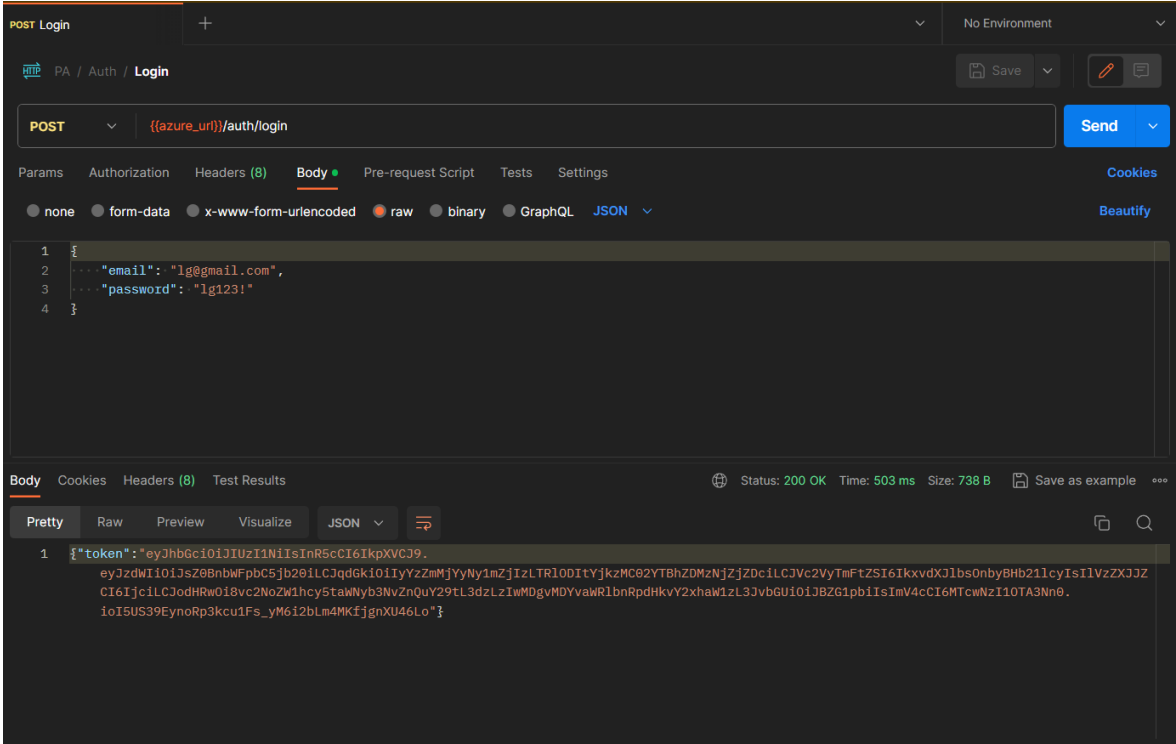 POST Login
No Environment
HTTP PA / Auth / Login
Save
POST {{azure_url}}/auth/login
Send
Params Authorization Headers (8) Body Pre-request Script Tests Settings Cookies
none form-data x-www-form-urlencoded raw binary GraphQL JSON Beautify
1 {
2 "email": "lg@gmail.com",
3 "password": "lg123!"
4 }
Body Cookies Headers (8) Test Results Status: 200 OK Time: 503 ms Size: 738 B Save as example
Pretty Raw Preview Visualize JSON
1 {"token":"eyJhbGciOiJIUzI1NiIsInR5cCI6IkpXVCJ9.
eyJzdWIiOiJsZ0BnbWFpbC5jb20iLCJqdGkiOiIyYzZmMjYyNy1mZjIzLTRlODItYjkzMC02YTBhZDMzNjZjZDciLCJVc2VyTmFtZSI6IkxvdXJlbsOnbyBHb21lcyIsIlVzZXJJZ
CI6IjciLCJodHRwOi8vc2NoZW1hcy5taWNyb3NvZnQuY29tL3dzLzIwMDgvMDYvaWRlbnRpdHkvY2xhaW1zL3JvbGUiOiJBZG1pbiIsImV4cCI6MTcwNzI1OTA3Nn0.
ioI5US39EynoRp3kcu1Fs_yM6i2bLm4MKfjgnXU46Lo"}